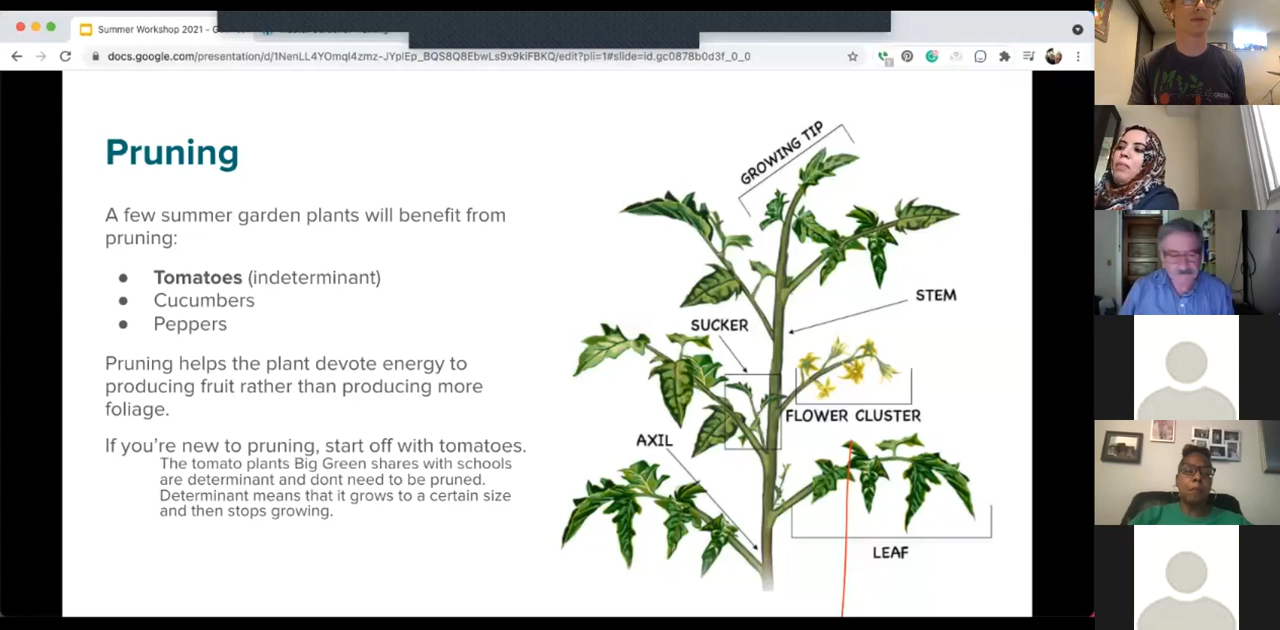 Summer Workshop 2021 - G
docs.google.com/presentation/d/1NenLL4YOmql4zmz-JYplEp_BQS8Q8EbwLs9x9kiFBKQ/edit?pli=1#slide=id.gc0878b0d3f_0_0
Pruning
A few summer garden plants will benefit from
pruning:
● Tomatoes (indeterminant)
● Cucumbers
● Peppers
Pruning helps the plant devote energy to
producing fruit rather than producing more
foliage.
If you're new to pruning, start off with tomatoes.
The tomato plants Big Green shares with schools
are determinant and dont need to be pruned.
Determinant means that it grows to a certain size
and then stops growing.
GROWING TIP
STEM
SUCKER
FLOWER CLUSTER
AXIL
LEAF
GREEN